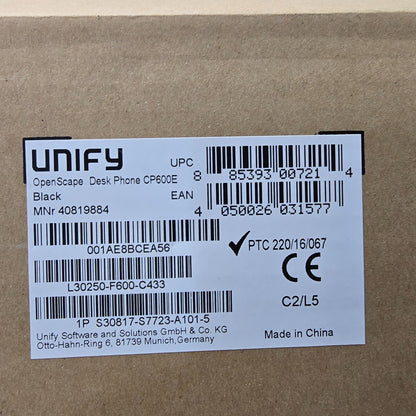 UNIFY
OpenScape Desk Phone CP600E
Black
MNr 40819884
UPC
8 85393 00721 4
EAN
4 050026 031577
001AE8BCEA56
PTC 220/16/067
CE
L30250-F600-C433
C2/L5
1P S30817-S7723-A101-5
Unify Software and Solutions GmbH & Co. KG
Otto-Hahn-Ring 6, 81739 Munich,Germany
Made in China